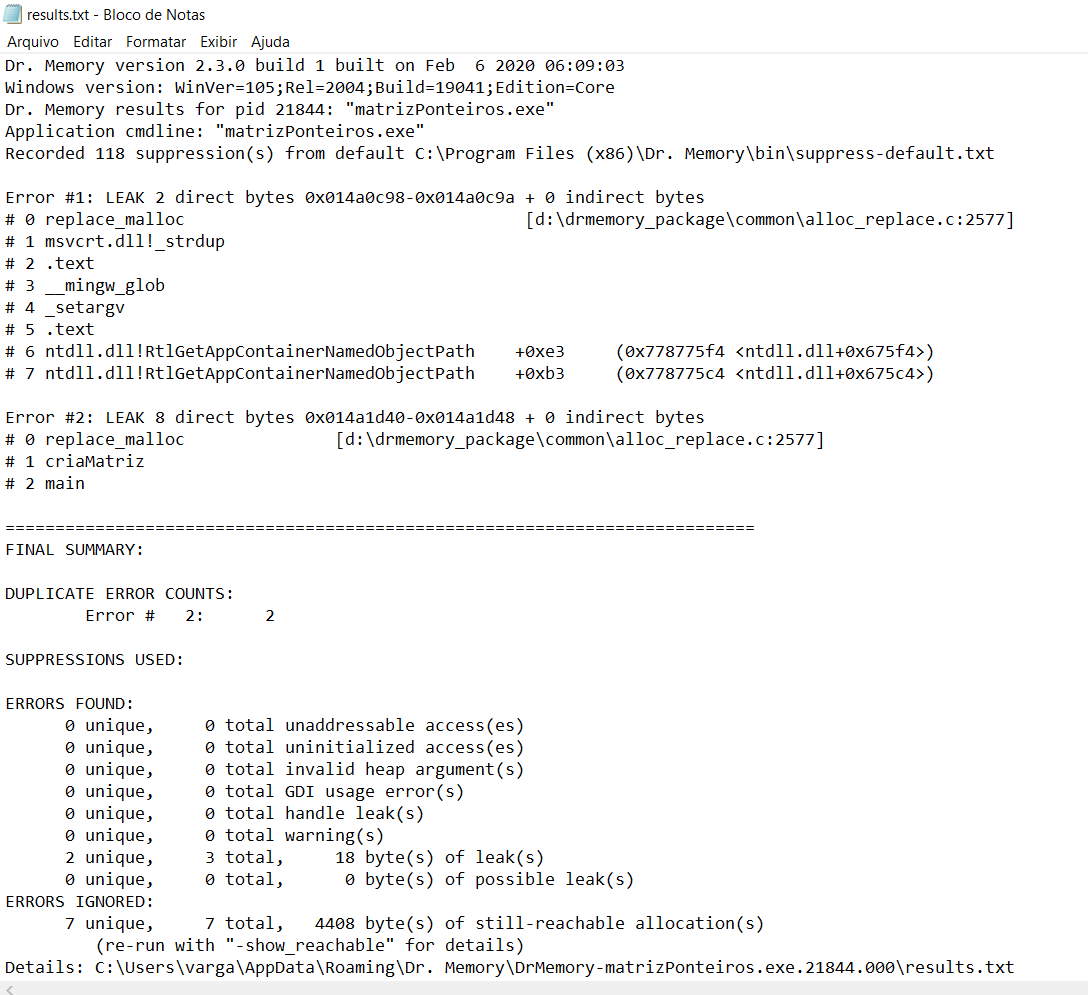 results.txt - Bloco de Notas
Arquivo Editar Formatar Exibir Ajuda
Dr. Memory version 2.3.0 build 1 built on Feb  6 2020 06:09:03
Windows version: WinVer=105;Rel=2004;Build=19041;Edition=Core
Dr. Memory results for pid 21844: "matrizPonteiros.exe"
Application cmdline: "matrizPonteiros.exe"
Recorded 118 suppression(s) from default C:\Program Files (x86)\Dr. Memory\bin\suppress-default.txt

Error #1: LEAK 2 direct bytes 0x014a0c98-0x014a0c9a + 0 indirect bytes
# 0 replace_malloc                                  [d:\drmemory_package\common\alloc_replace.c:2577]
# 1 msvcrt.dll!_strdup
# 2 .text
# 3 __mingw_glob
# 4 _setargv
# 5 .text
# 6 ntdll.dll!RtlGetAppContainerNamedObjectPath    +0xe3     (0x778775f4 <ntdll.dll+0x675f4>)
# 7 ntdll.dll!RtlGetAppContainerNamedObjectPath    +0xb3     (0x778775c4 <ntdll.dll+0x675c4>)

Error #2: LEAK 8 direct bytes 0x014a1d40-0x014a1d48 + 0 indirect bytes
# 0 replace_malloc               [d:\drmemory_package\common\alloc_replace.c:2577]
# 1 criaMatriz
# 2 main

===========================================================================
FINAL SUMMARY:

DUPLICATE ERROR COUNTS:
        Error #   2:      2

SUPPRESSIONS USED:

ERRORS FOUND:
      0 unique,     0 total unaddressable access(es)
      0 unique,     0 total uninitialized access(es)
      0 unique,     0 total invalid heap argument(s)
      0 unique,     0 total GDI usage error(s)
      0 unique,     0 total handle leak(s)
      0 unique,     0 total warning(s)
      2 unique,     3 total,     18 byte(s) of leak(s)
      0 unique,     0 total,      0 byte(s) of possible leak(s)
ERRORS IGNORED:
      7 unique,     7 total,   4408 byte(s) of still-reachable allocation(s)
         (re-run with "-show_reachable" for details)
Details: C:\Users\varga\AppData\Roaming\Dr. Memory\DrMemory-matrizPonteiros.exe.21844.000\results.txt